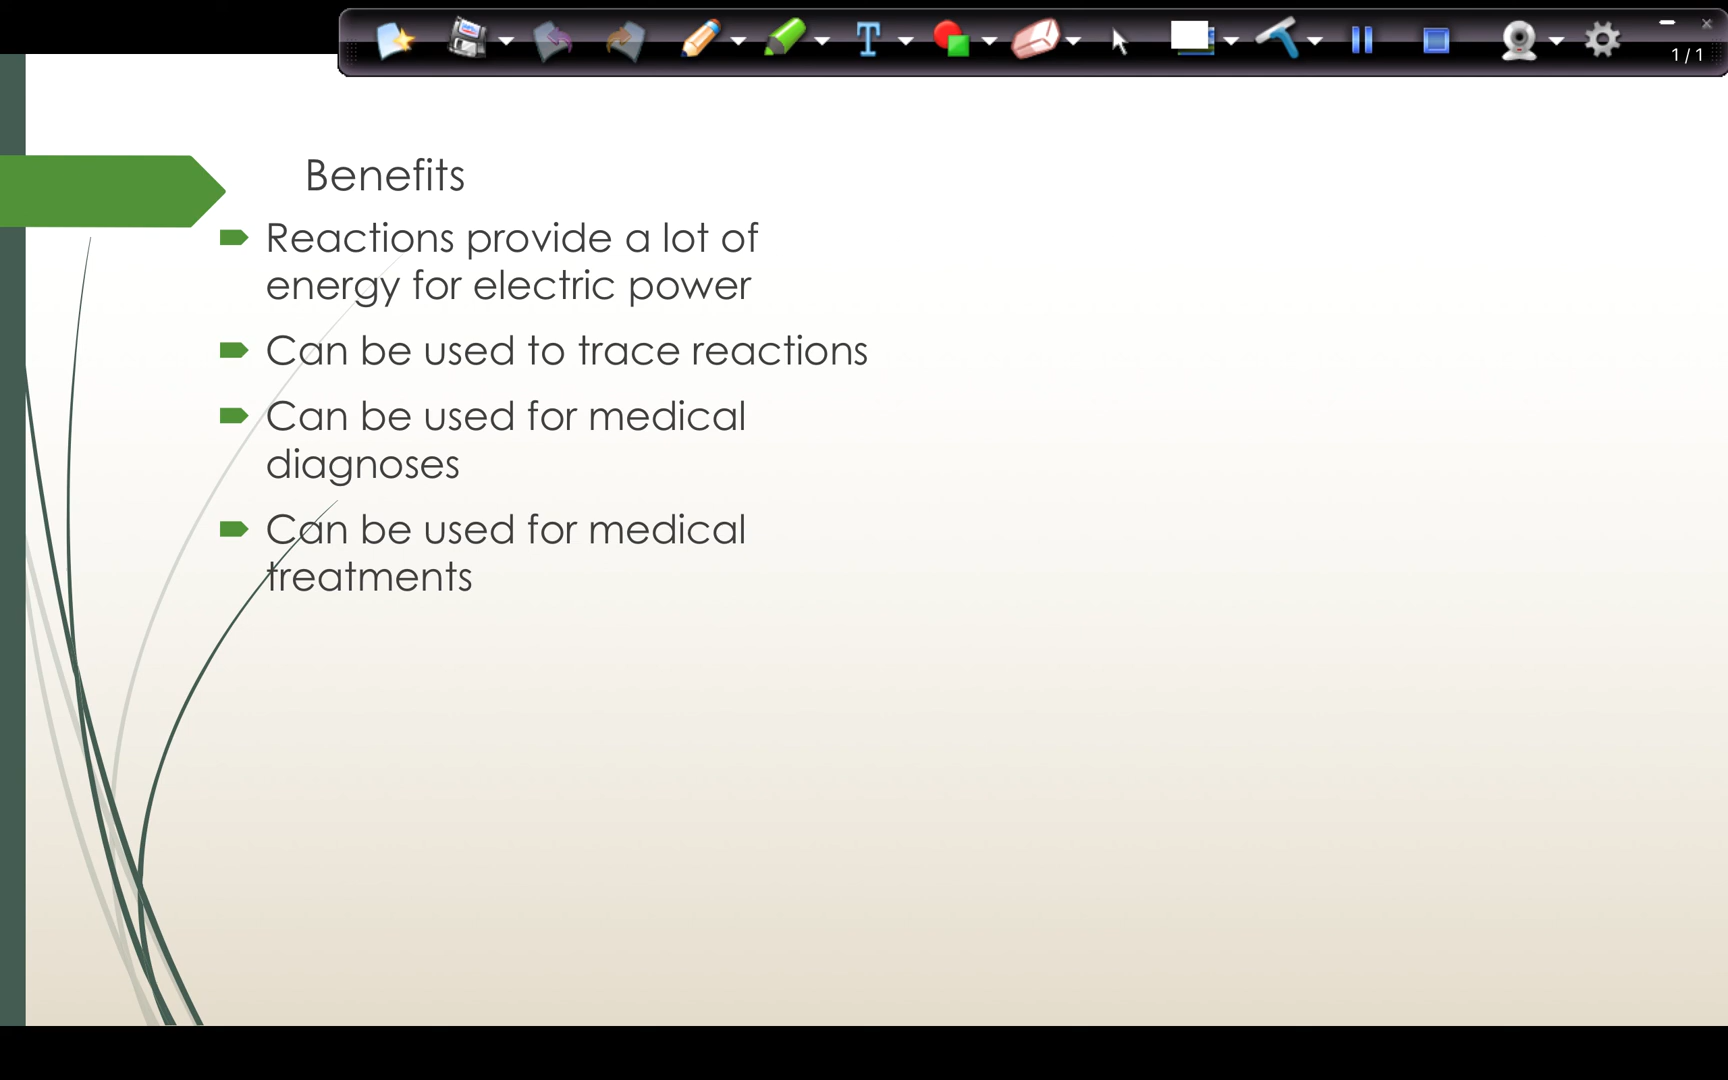 1 / 1
Benefits
Reactions provide a lot of
energy for electric power
Can be used to trace reactions
Can be used for medical
diagnoses
Can be used for medical
treatments